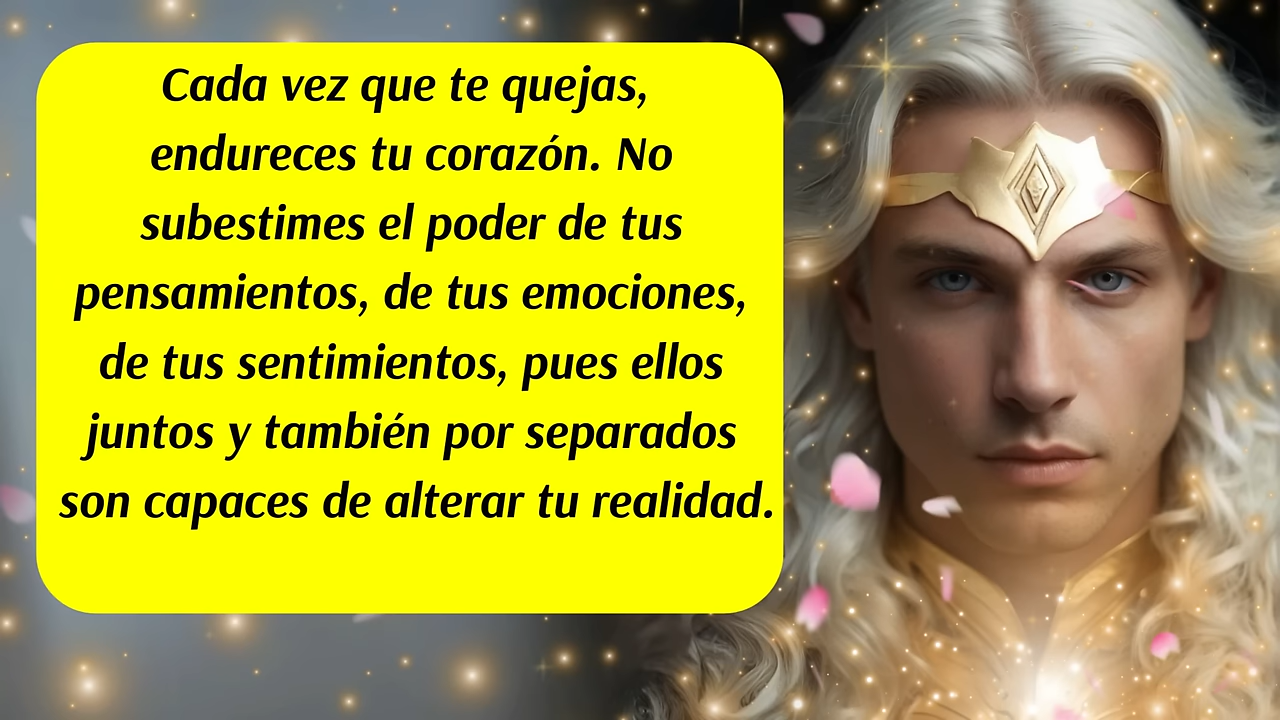 Cada vez que te quejas,
endureces tu corazón. No
subestimes el poder de tus
pensamientos, de tus emociones,
de tus sentimientos, pues ellos
juntos y también por separados
son capaces de alterar tu realidad.